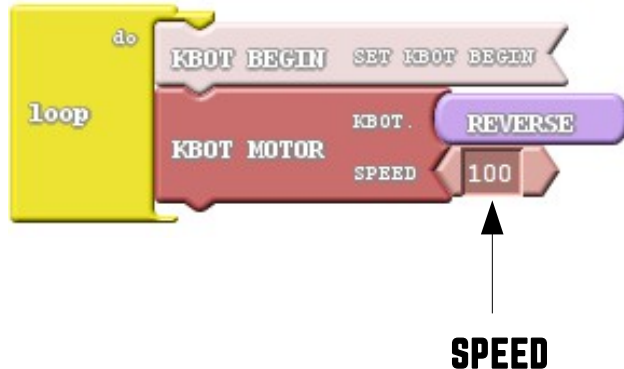 do
KBOT BEGIN SET KBOT BEGIN
loop
KBOT. REVERSE
KBOT MOTOR
SPEED 100
SPEED